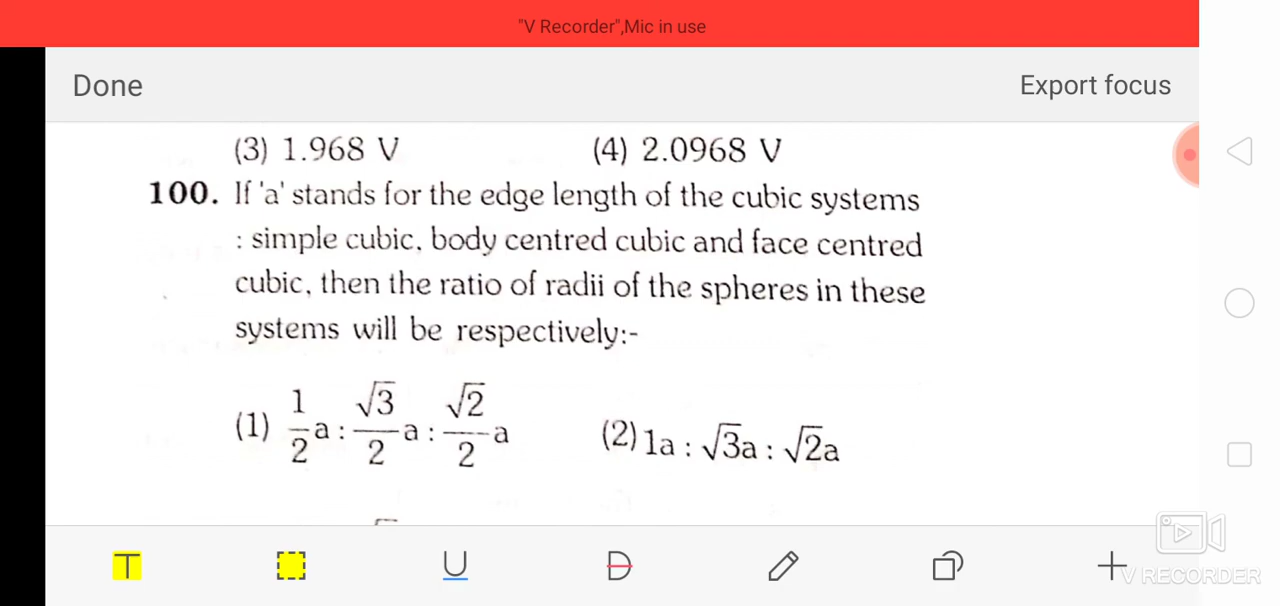 "V Recorder",Mic in use
Done
Export focus
(3) 1.968 V (4) 2.0968 V
100. If 'a' stands for the edge length of the cubic systems
: simple cubic, body centred cubic and face centred
cubic, then the ratio of radii of the spheres in these
systems will be respectively:-
(1) 1/2 a : √3/2 a : √2/2 a (2) 1a : √3a : √2a
T U D
V RECORDER